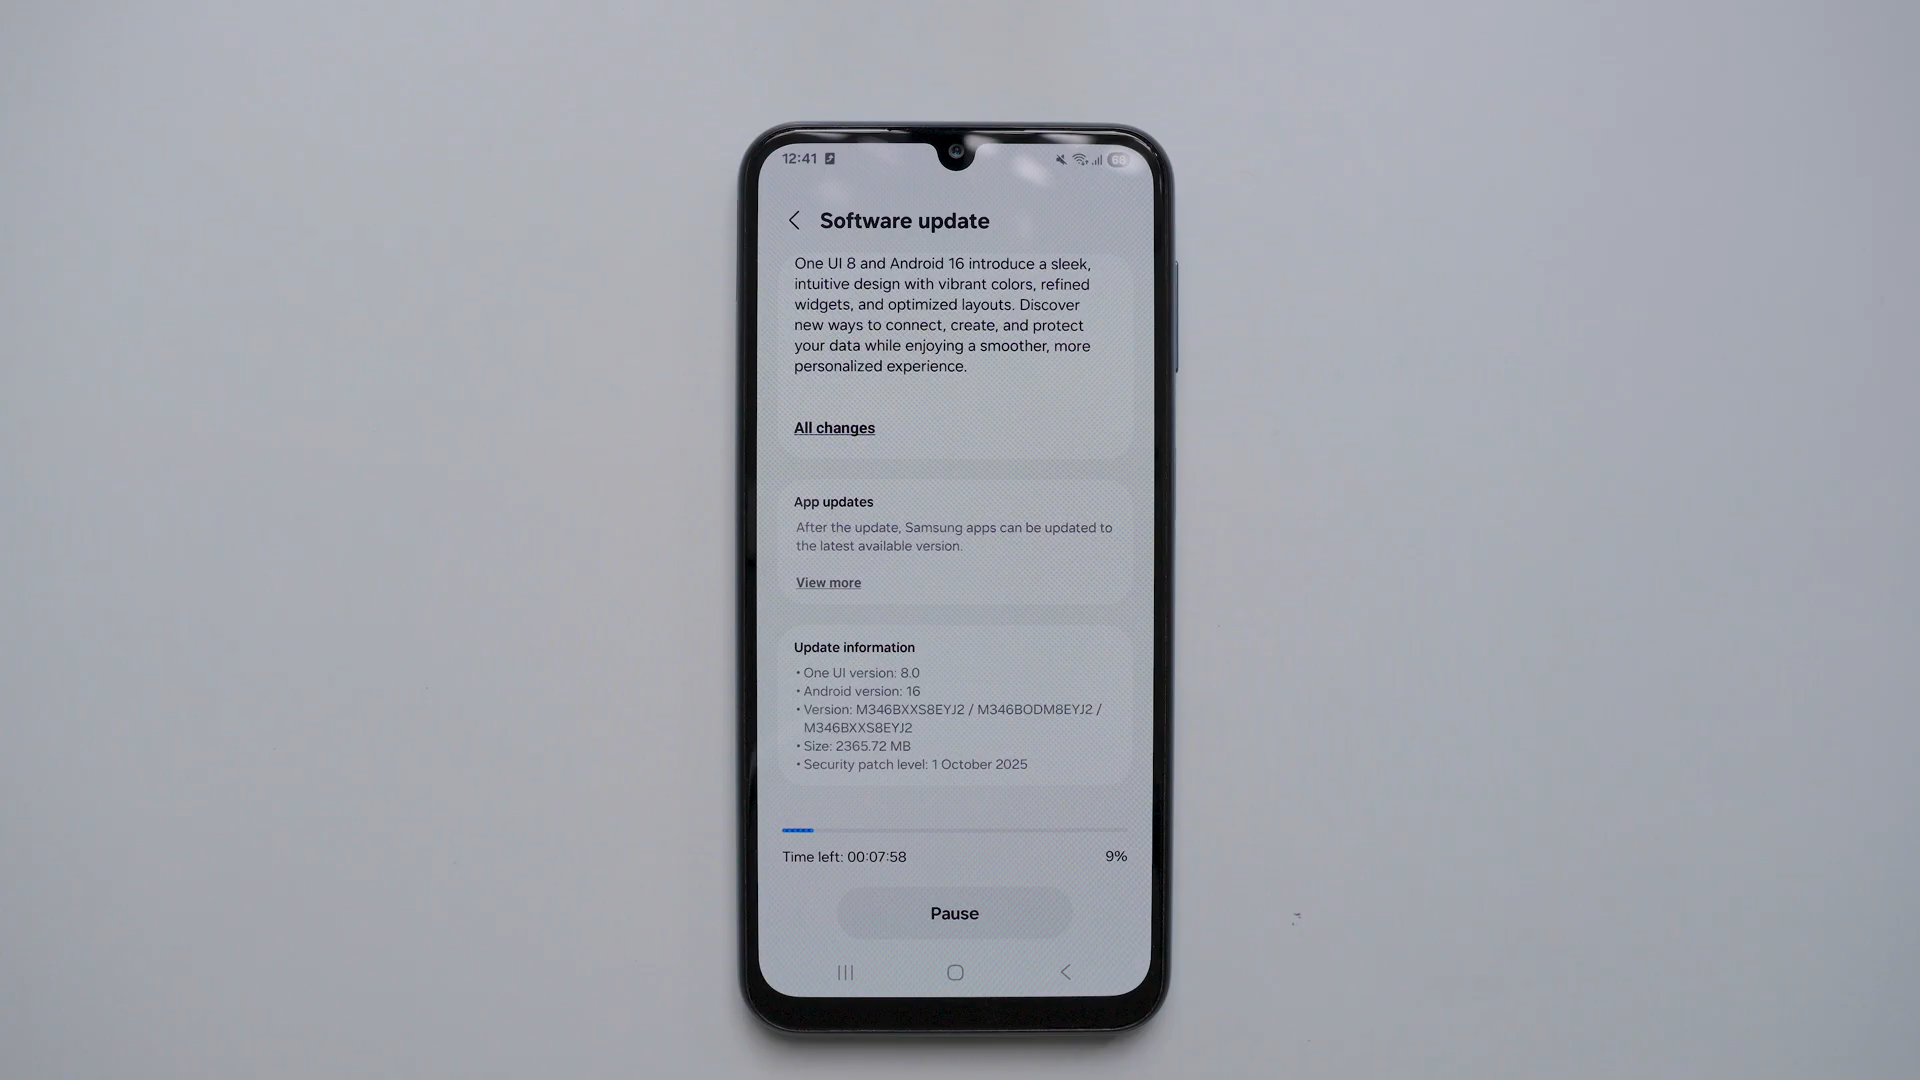 12:41
68
Software update
One UI 8 and Android 16 introduce a sleek,
intuitive design with vibrant colors, refined
widgets, and optimized layouts. Discover
new ways to connect, create, and protect
your data while enjoying a smoother, more
personalized experience.
All changes
App updates
After the update, Samsung apps can be updated to
the latest available version.
View more
Update information
• One UI version: 8.0
• Android version: 16
• Version: M346BXXS8EYJ2 / M346BODM8EYJ2 /
M346BXXS8EYJ2
• Size: 2365.72 MB
• Security patch level: 1 October 2025
Time left: 00:07:58
9%
Pause